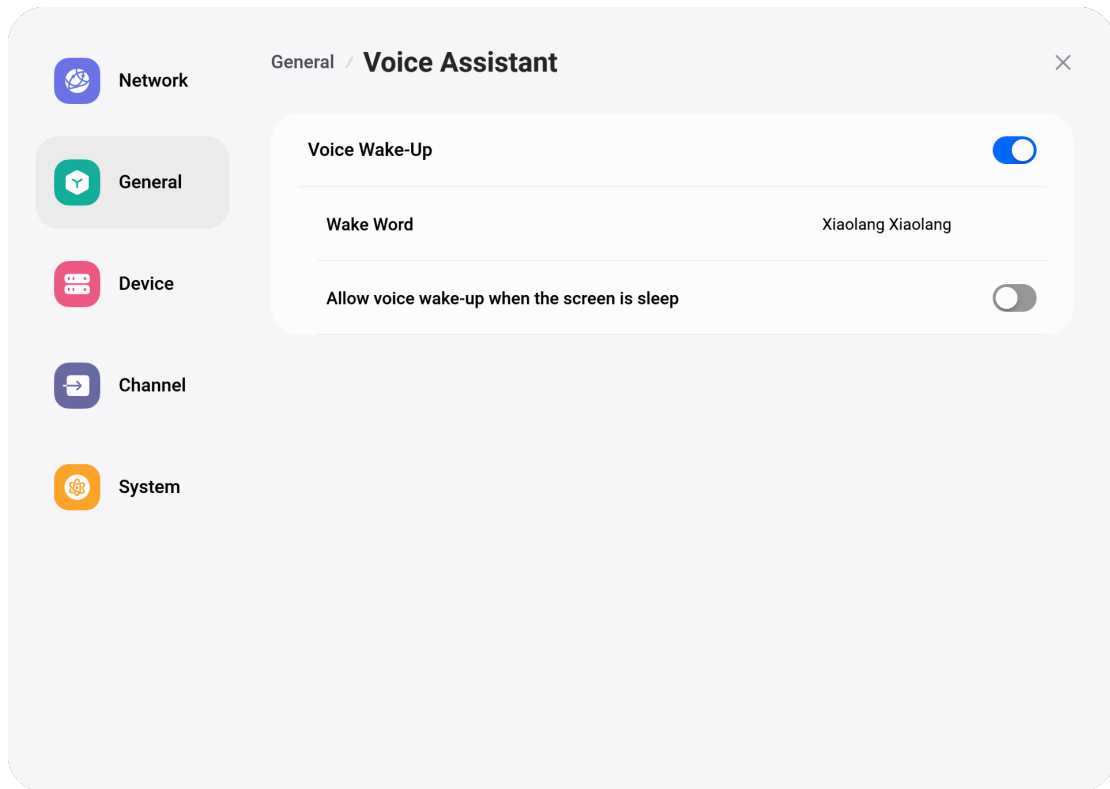 Network
General
Device
Channel
System
General / Voice Assistant
Voice Wake-Up
Wake Word Xiaolang Xiaolang
Allow voice wake-up when the screen is sleep